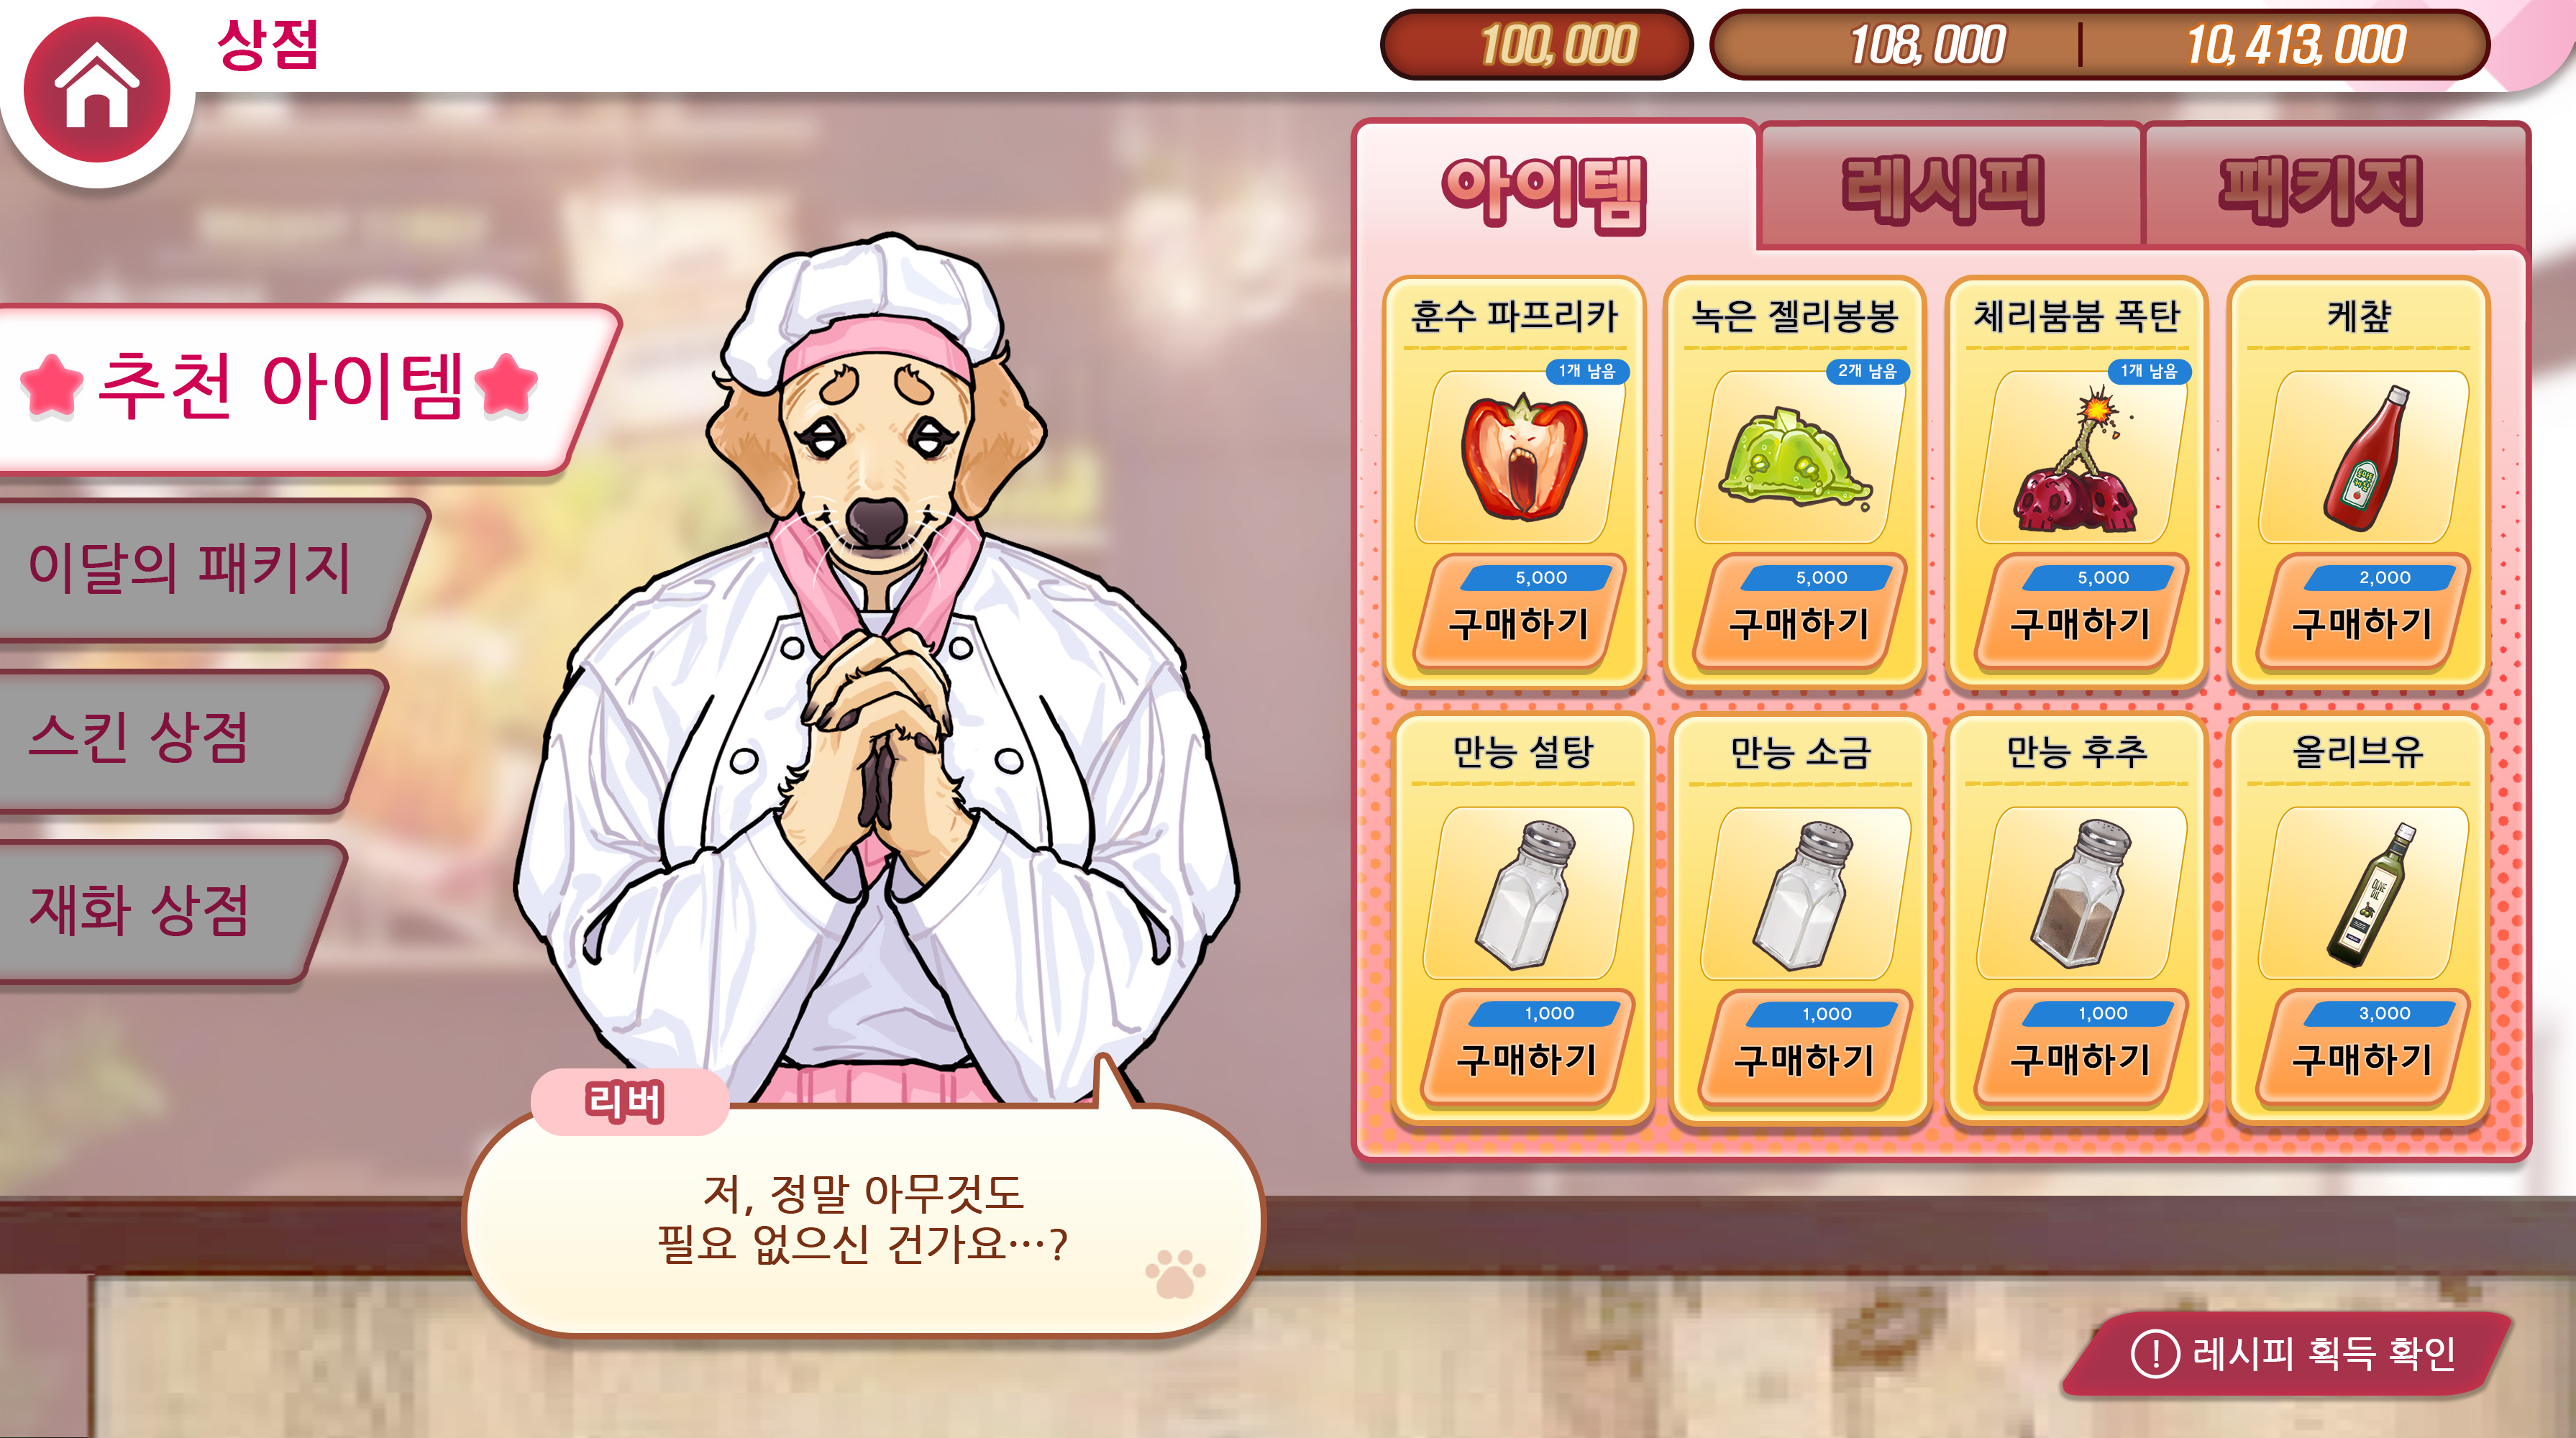 상점
100,000
108,000
10,413,000
아이템
레시피
패키지
추천 아이템
이달의 패키지
스킨 상점
재화 상점
훈수 파프리카
1개 남음
5,000
구매하기
녹은 젤리봉봉
2개 남음
5,000
구매하기
체리붐붐 폭탄
1개 남음
5,000
구매하기
케챺
2,000
구매하기
만능 설탕
1,000
구매하기
만능 소금
1,000
구매하기
만능 후추
1,000
구매하기
올리브유
OLIVE
OIL
3,000
구매하기
리버
저, 정말 아무것도
필요 없으신 건가요…?
! 레시피 획득 확인